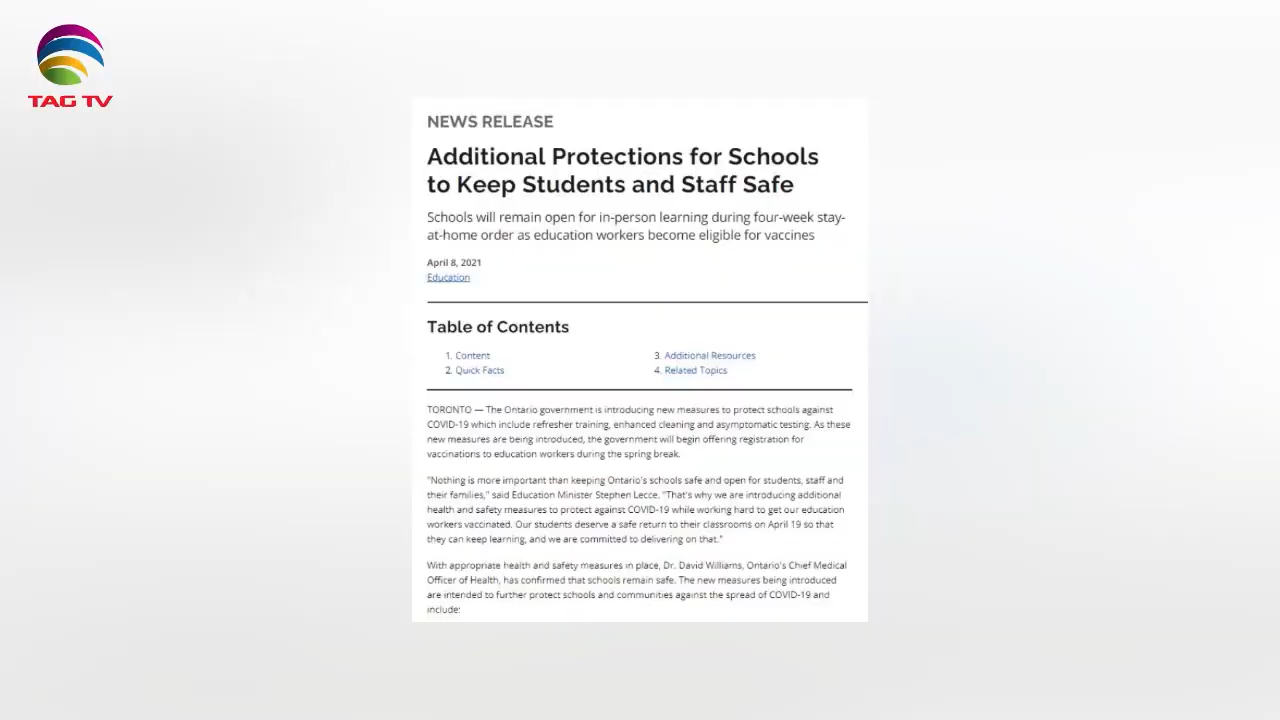 TAG TV
NEWS RELEASE
Additional Protections for Schools
to Keep Students and Staff Safe
Schools will remain open for in-person learning during four-week stay-
at-home order as education workers become eligible for vaccines
April 8, 2021
Education
Table of Contents
1. Content
2. Quick Facts
3. Additional Resources
4. Related Topics
TORONTO — The Ontario government is introducing new measures to protect schools against
COVID-19 which include refresher training, enhanced cleaning and asymptomatic testing. As these
new measures are being introduced, the government will begin offering registration for
vaccinations to education workers during the spring break.
"Nothing is more important than keeping Ontario's schools safe and open for students, staff and
their families," said Education Minister Stephen Lecce. "That's why we are introducing additional
health and safety measures to protect against COVID-19 while working hard to get our education
workers vaccinated. Our students deserve a safe return to their classrooms on April 19 so that
they can keep learning, and we are committed to delivering on that."
With appropriate health and safety measures in place, Dr. David Williams, Ontario's Chief Medical
Officer of Health, has confirmed that schools remain safe. The new measures being introduced
are intended to further protect schools and communities against the spread of COVID-19 and
include: